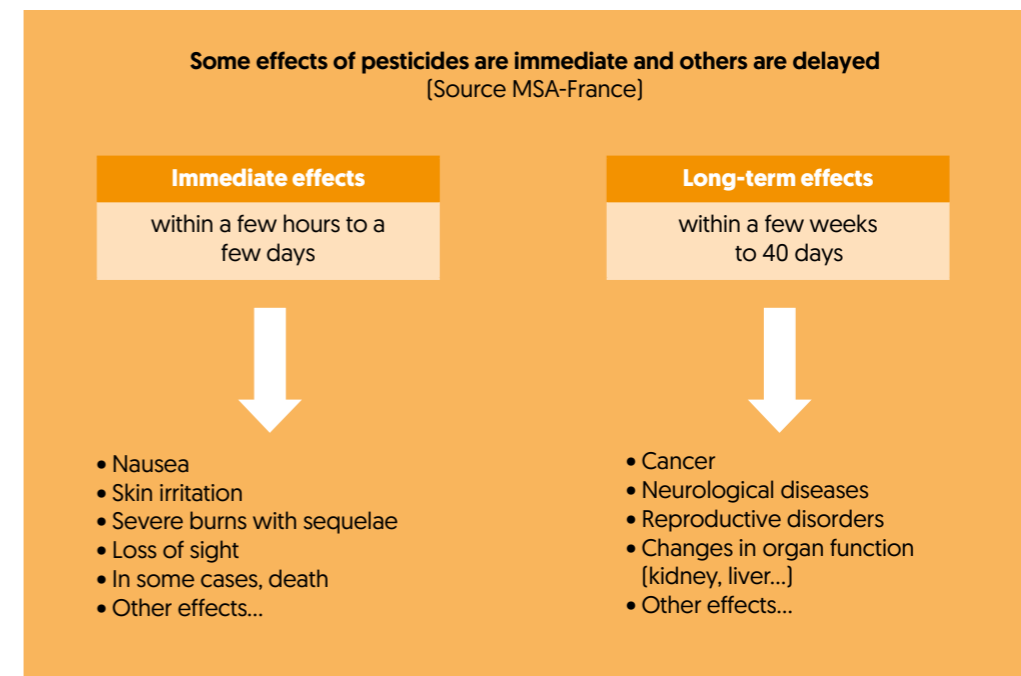 Some effects of pesticides are immediate and others are delayed
(Source MSA-France)
Immediate effects
within a few hours to a
few days
• Nausea
• Skin irritation
• Severe burns with sequelae
• Loss of sight
• In some cases, death
• Other effects...
Long-term effects
within a few weeks
to 40 days
• Cancer
• Neurological diseases
• Reproductive disorders
• Changes in organ function
(kidney, liver...)
• Other effects...